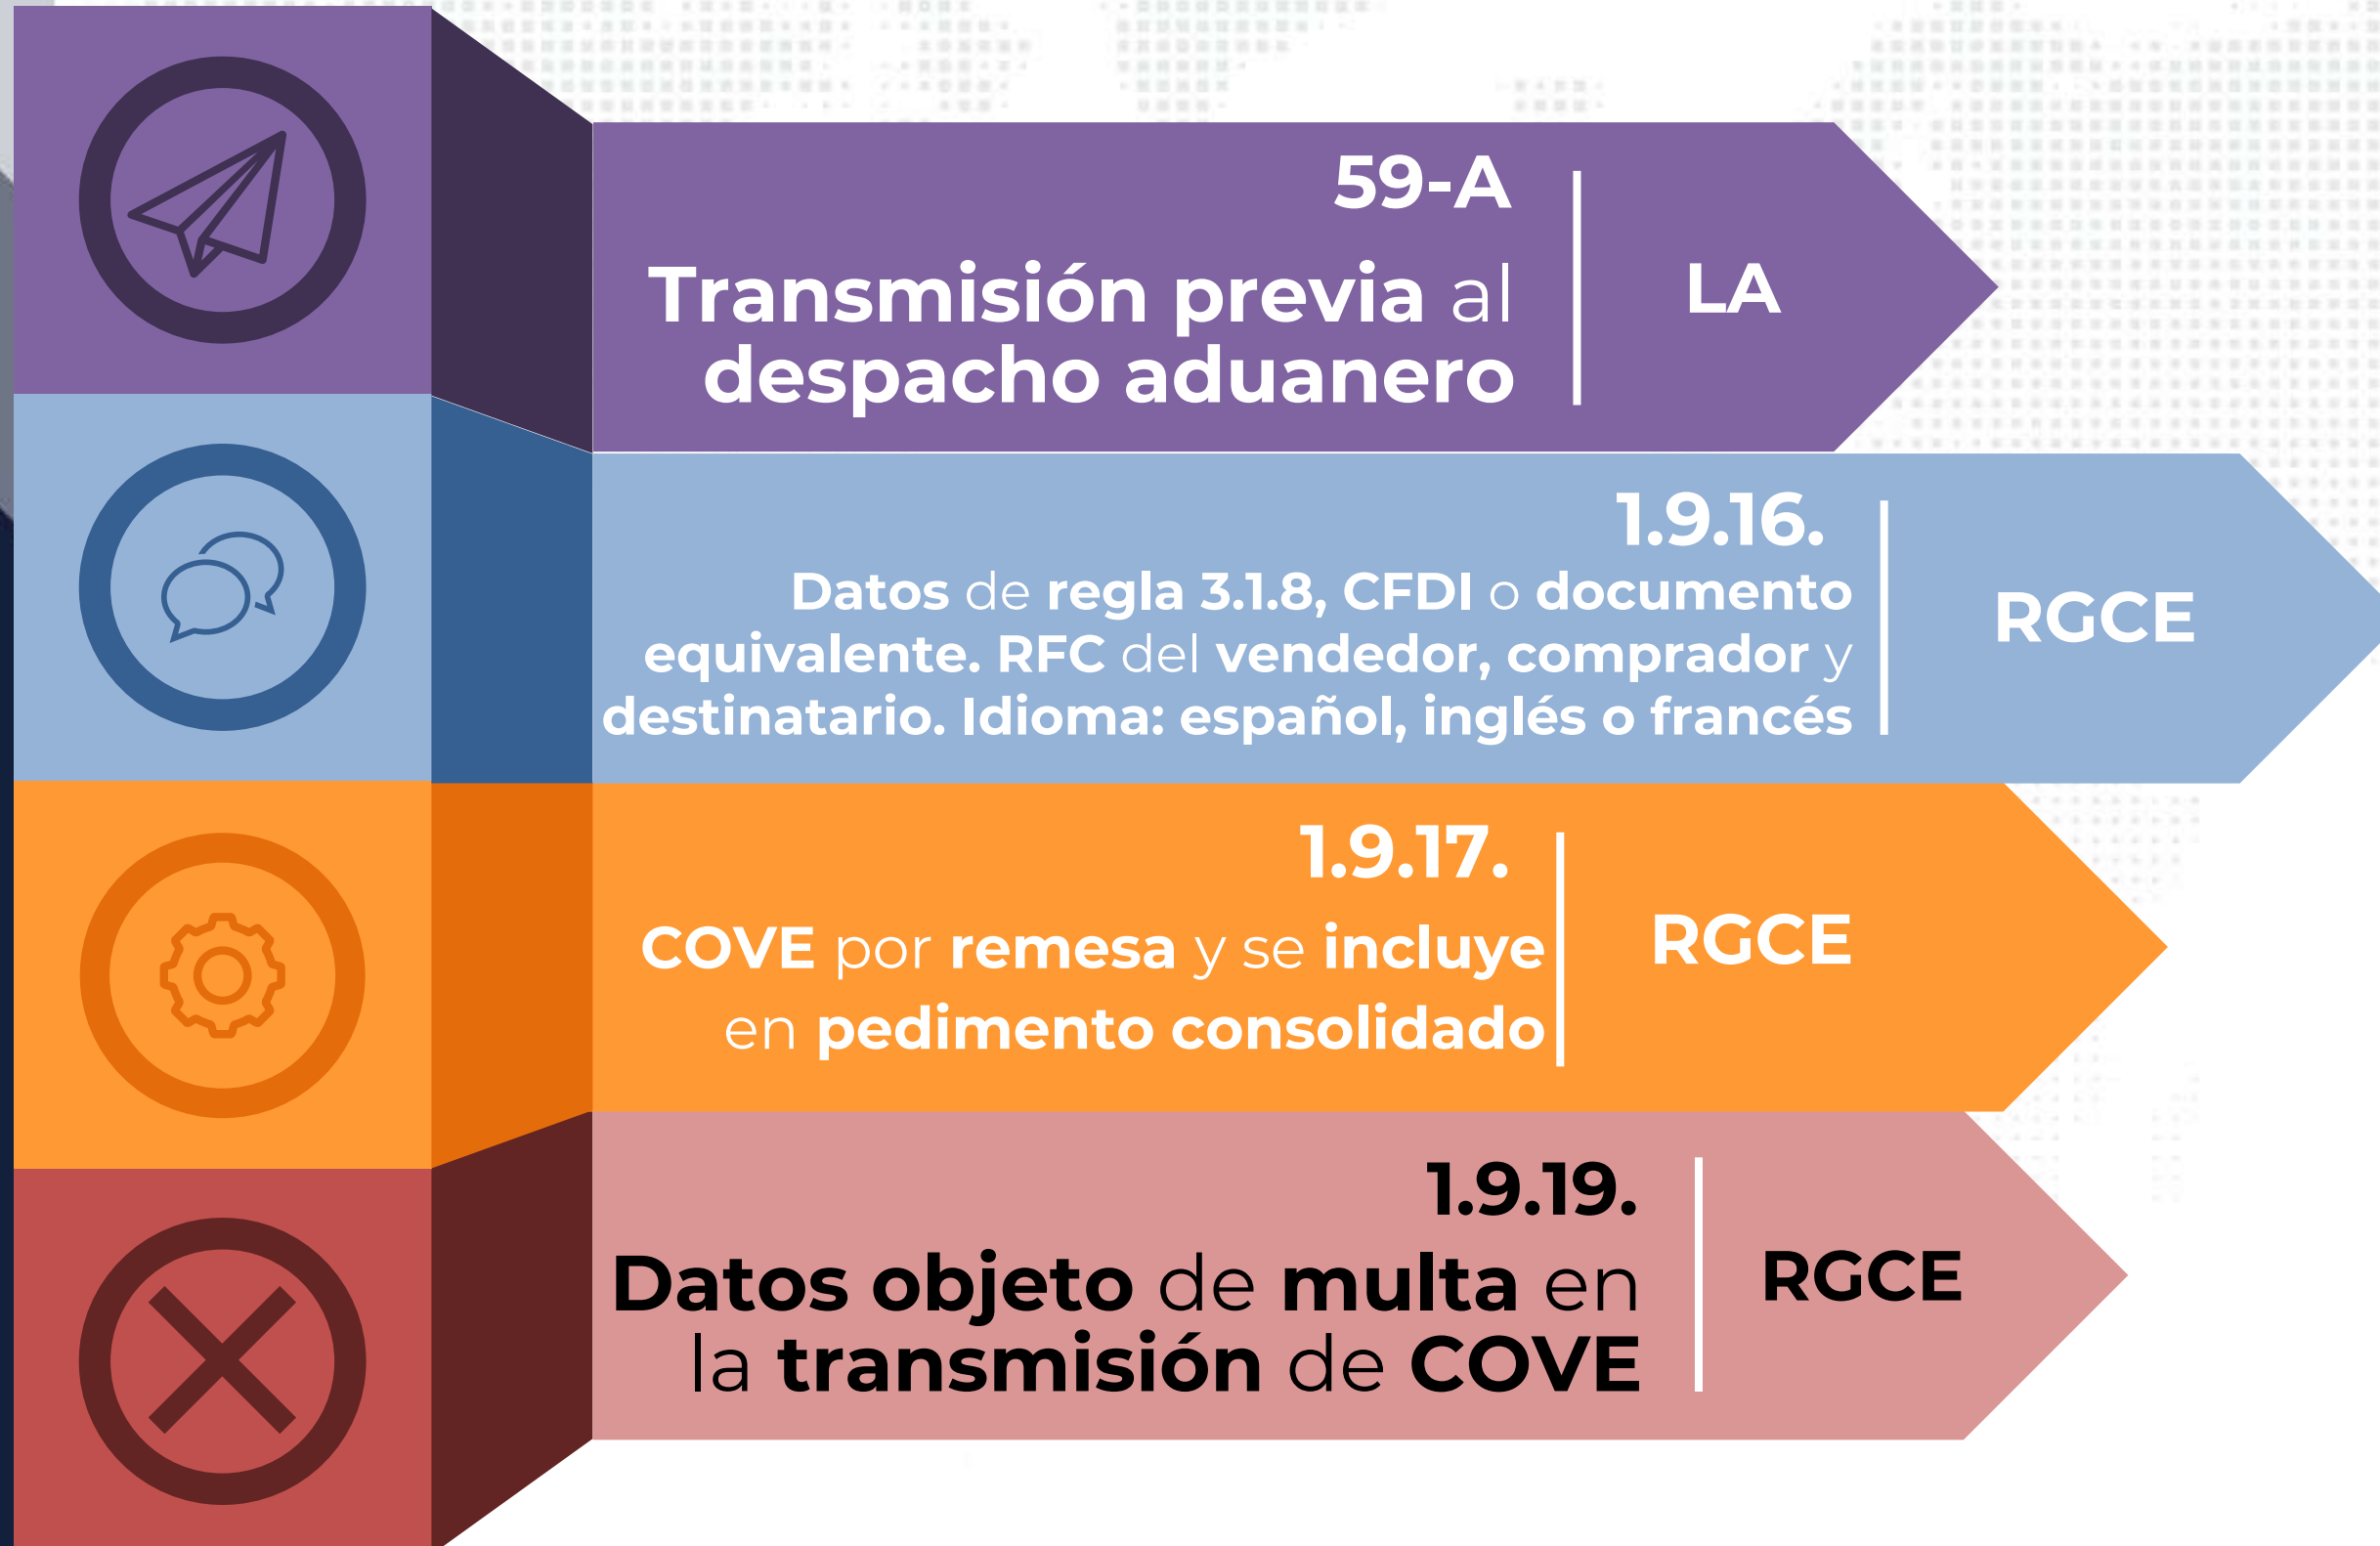 59-A
Transmisión previa al
despacho aduanero
LA
1.9.16.
Datos de regla 3.1.8, CFDI o documento
equivalente. RFC del vendedor, comprador y
destinatario. Idioma: español, inglés o francés
RGCE
1.9.17.
COVE por remesa y se incluye
en pedimento consolidado
RGCE
1.9.19.
Datos objeto de multa en
la transmisión de COVE
RGCE